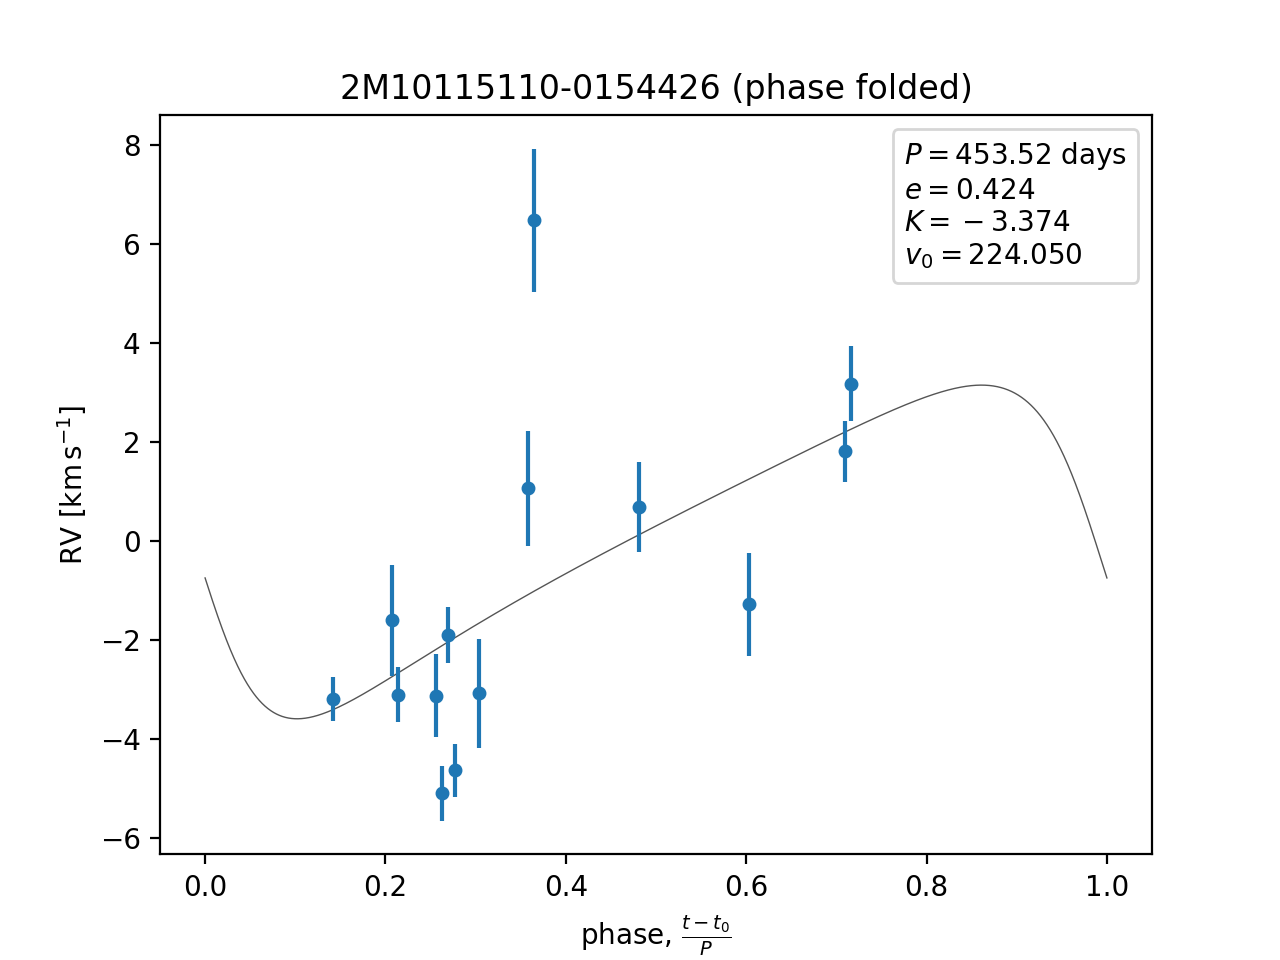 2M10115110-0154426 (phase folded)
P = 453.52 days
e = 0.424
K = −3.374
v₀ = 224.050
8
6
4
2
0
−2
−4
−6
RV [km s⁻¹]
0.0 0.2 0.4 0.6 0.8 1.0
phase, (t − t₀)/P